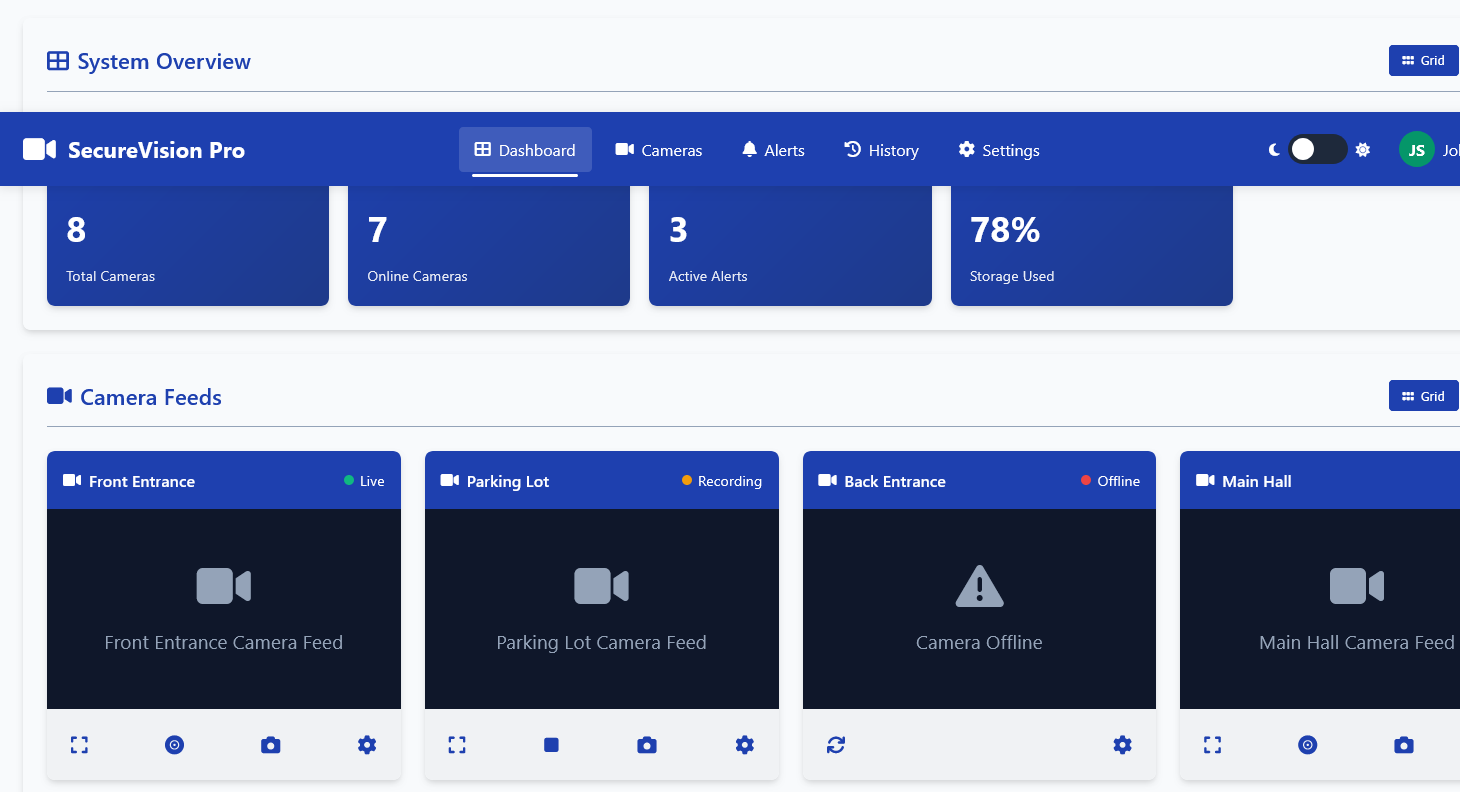 System Overview
Grid
SecureVision Pro
Dashboard
Cameras
Alerts
History
Settings
JS
8
Total Cameras
7
Online Cameras
3
Active Alerts
78%
Storage Used
Camera Feeds
Grid
Front Entrance
Live
Parking Lot
Recording
Back Entrance
Offline
Main Hall
Front Entrance Camera Feed
Parking Lot Camera Feed
Camera Offline
Main Hall Camera Feed